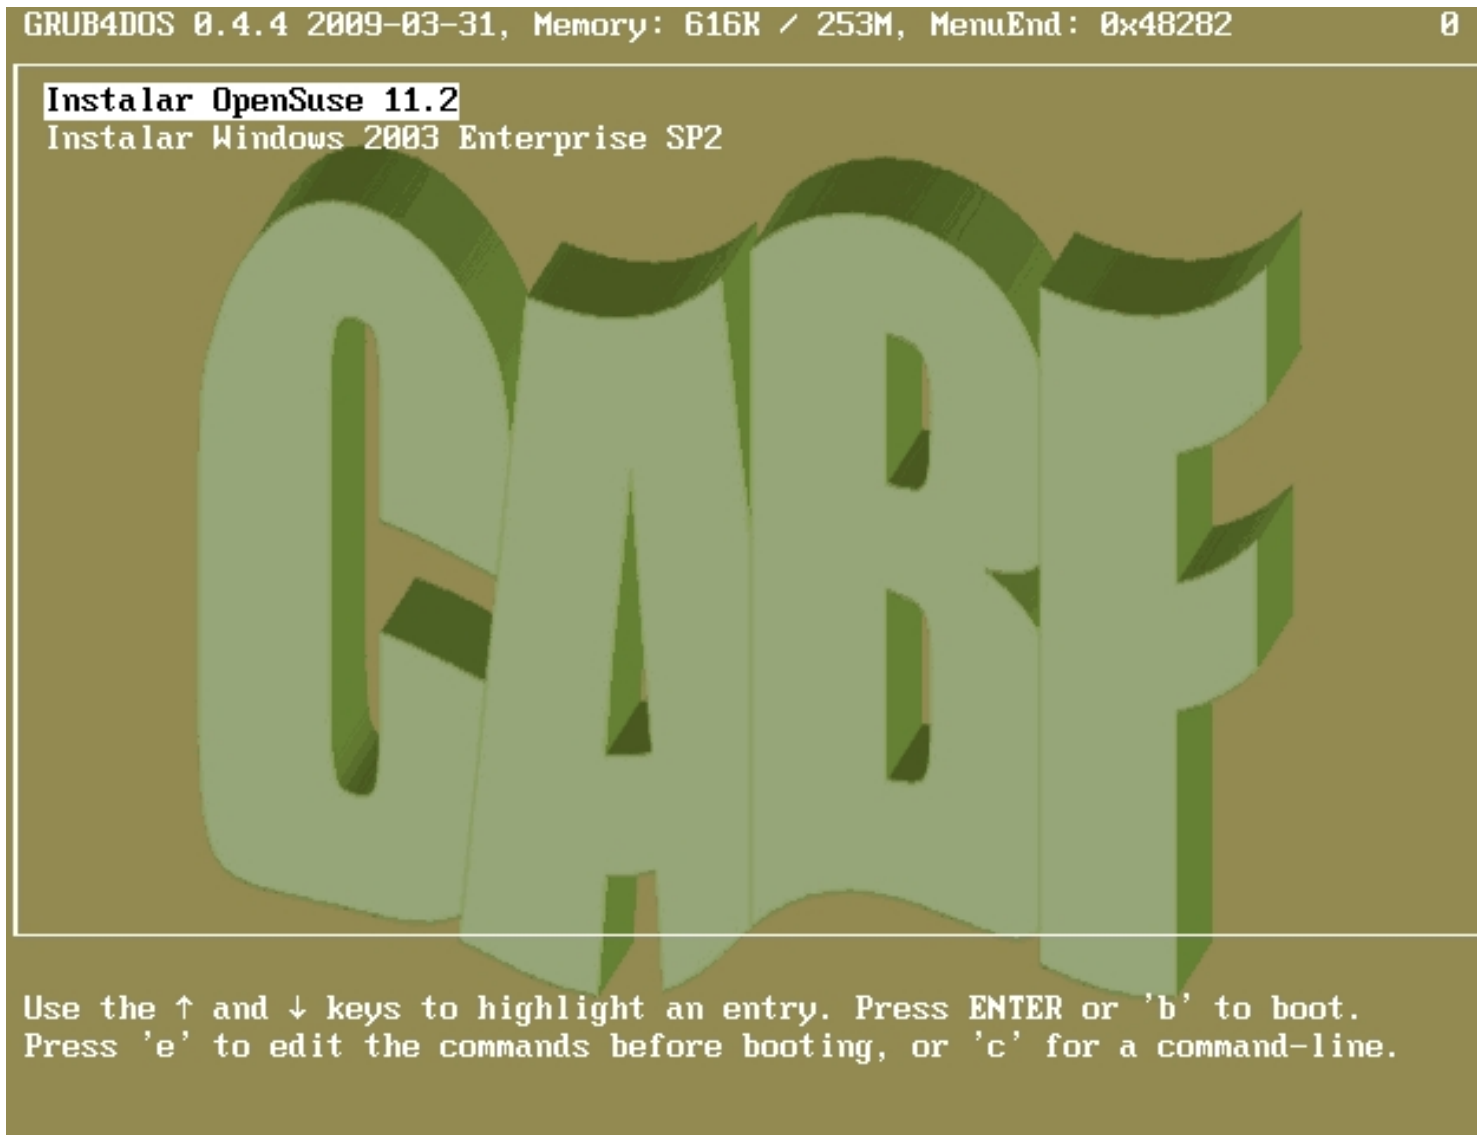 GRUB4DOS 0.4.4 2009-03-31, Memory: 616K / 253M, MenuEnd: 0x48282 0
Instalar OpenSuse 11.2
Instalar Windows 2003 Enterprise SP2
CABF
Use the ↑ and ↓ keys to highlight an entry. Press ENTER or 'b' to boot.
Press 'e' to edit the commands before booting, or 'c' for a command-line.